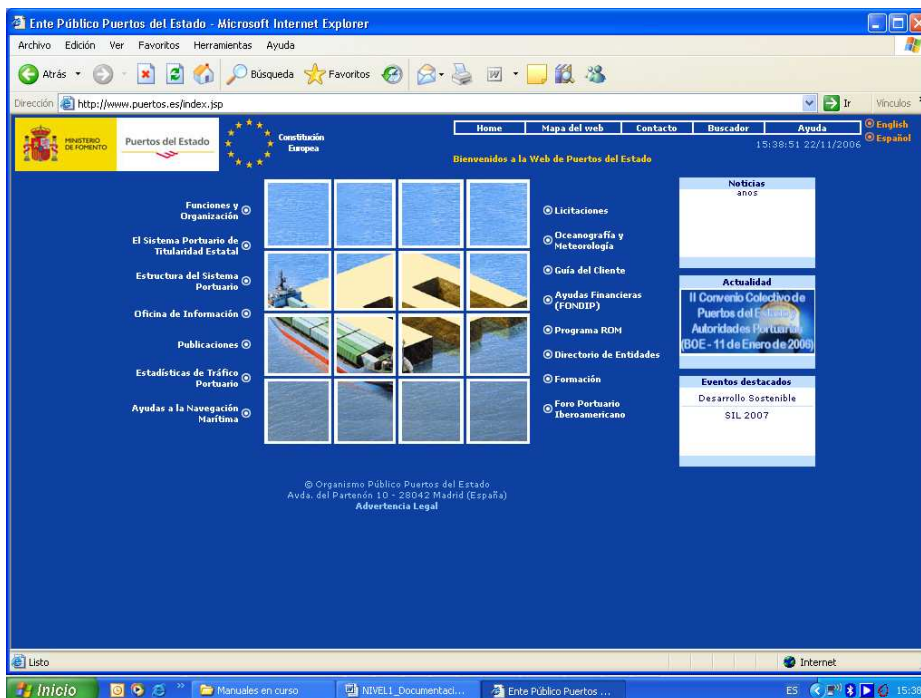 Ente Público Puertos del Estado - Microsoft Internet Explorer
Archivo Edición Ver Favoritos Herramientas Ayuda
Atrás Búsqueda Favoritos
Dirección http://www.puertos.es/index.jsp Ir Vínculos
MINISTERIO
DE FOMENTO
Puertos del Estado
Constitución
Europea
Home Mapa del web Contacto Buscador Ayuda
English
Español
15:38:51 22/11/2006
Bienvenidos a la Web de Puertos del Estado
Funciones y
Organización
El Sistema Portuario de
Titularidad Estatal
Estructura del Sistema
Portuario
Oficina de Información
Publicaciones
Estadísticas de Tráfico
Portuario
Ayudas a la Navegación
Marítima
Licitaciones
Oceanografía y
Meteorología
Guía del Cliente
Ayudas Financieras
(FONDIP)
Programa ROM
Directorio de Entidades
Formación
Foro Portuario
Iberoamericano
Noticias
anos
Actualidad
II Convenio Colectivo de
Puertos del Estado y
Autoridades Portuarias
(BOE - 11 de Enero de 2006)
Eventos destacados
Desarrollo Sostenible
SIL 2007
© Organismo Público Puertos del Estado
Avda. del Partenón 10 - 28042 Madrid (España)
Advertencia Legal
Listo Internet
Inicio Manuales en curso NIVEL1_Documentaci... Ente Público Puertos ... ES 15:38